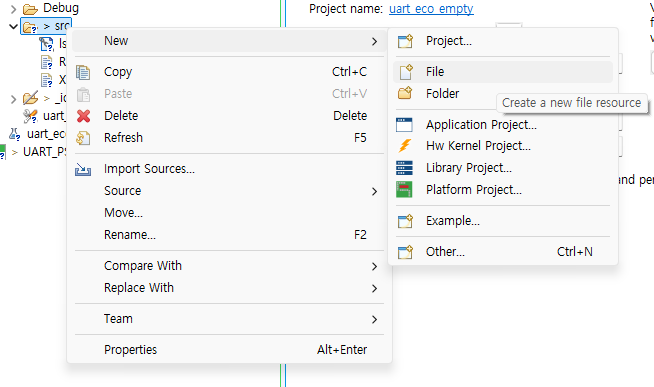 Debug
> src
ls
R
X
> _ic
uart_
uart_ec
> UART_PS
Project name: uart_eco_empty
New
Copy Ctrl+C
Paste Ctrl+V
Delete Delete
Refresh F5
Import Sources...
Source
Move...
Rename... F2
Compare With
Replace With
Team
Properties Alt+Enter
Project...
File
Folder
Create a new file resource
Application Project...
Hw Kernel Project...
Library Project...
Platform Project...
Example...
Other... Ctrl+N
and per